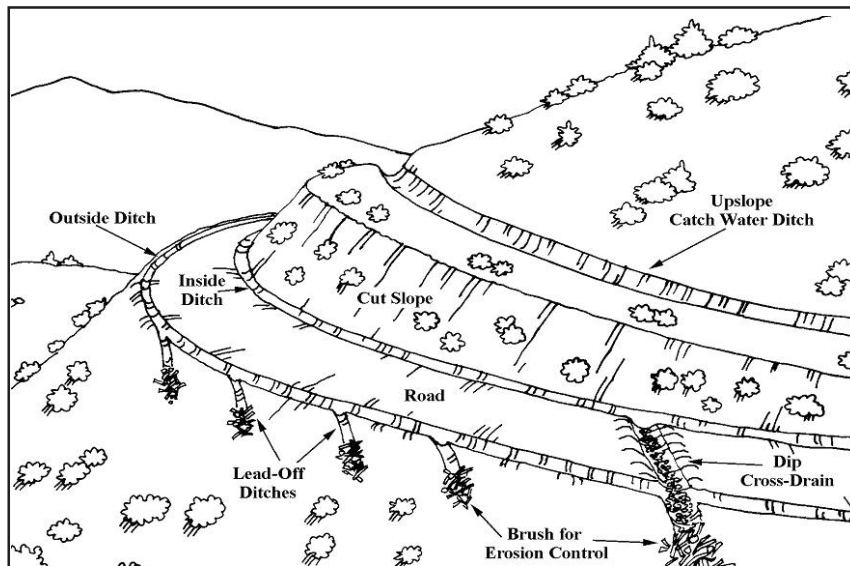 Upslope
Catch Water Ditch
Outside Ditch
Inside
Ditch
Cut Slope
Road
Lead-Off
Ditches
Dip
Cross-Drain
Brush for
Erosion Control